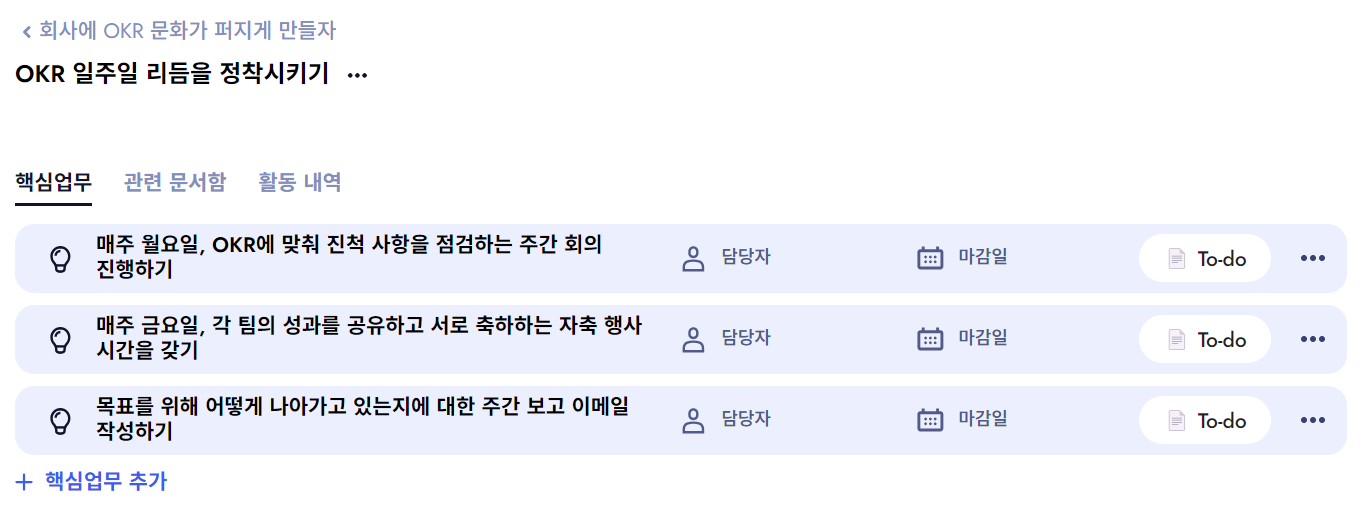 회사에 OKR 문화가 퍼지게 만들자
OKR 일주일 리듬을 정착시키기
핵심업무 관련 문서함 활동 내역
매주 월요일, OKR에 맞춰 진척 사항을 점검하는 주간 회의
진행하기
담당자
마감일
To-do
매주 금요일, 각 팀의 성과를 공유하고 서로 축하하는 자축 행사
시간을 갖기
담당자
마감일
To-do
목표를 위해 어떻게 나아가고 있는지에 대한 주간 보고 이메일
작성하기
담당자
마감일
To-do
+ 핵심업무 추가